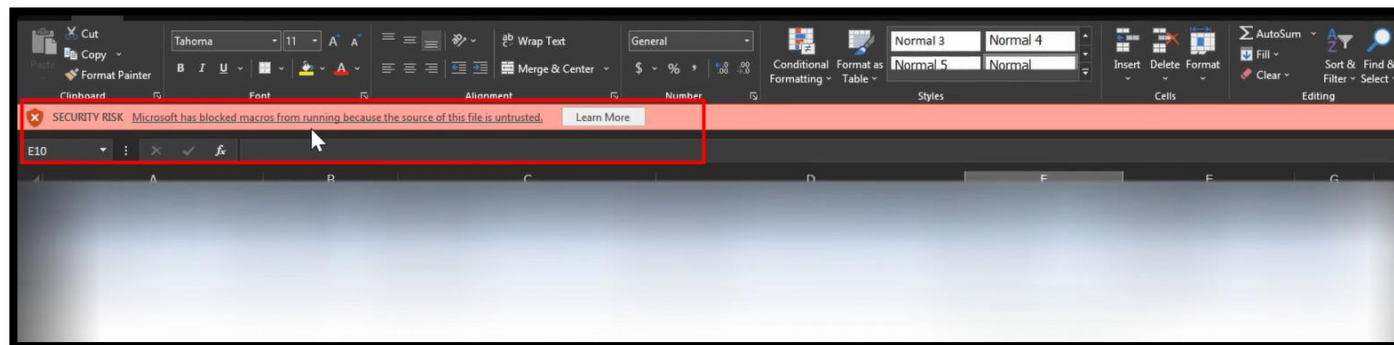 Cut
Copy
Paste
Format Painter
Clipboard
Tahoma
11
A A
B I U
A
Font
ab Wrap Text
Merge & Center
Alignment
General
$ % ,
Number
Conditional Formatting
Format as Table
Normal 3
Normal 4
Normal 5
Normal
Styles
Insert
Delete
Format
Cells
AutoSum
Fill
Clear
Sort & Filter
Find & Select
Editing
SECURITY RISK Microsoft has blocked macros from running because the source of this file is untrusted. Learn More
E10
fx
A B C D E F G